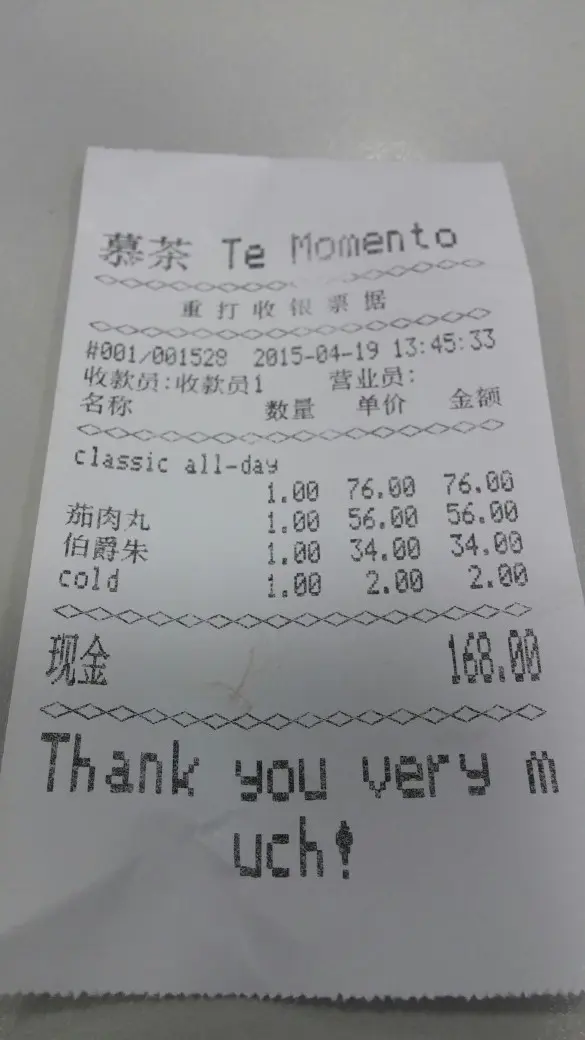 慕茶 Te Momento
重打收银票据
#001/001528 2015-04-19 13:45:33
收款员:收款员1 营业员:
名称 数量 单价 金额
classic all-day
1.00 76.00 76.00
茄肉丸 1.00 56.00 56.00
伯爵朱 1.00 34.00 34.00
cold 1.00 2.00 2.00
现金 168.00
Thank you very m
uch!